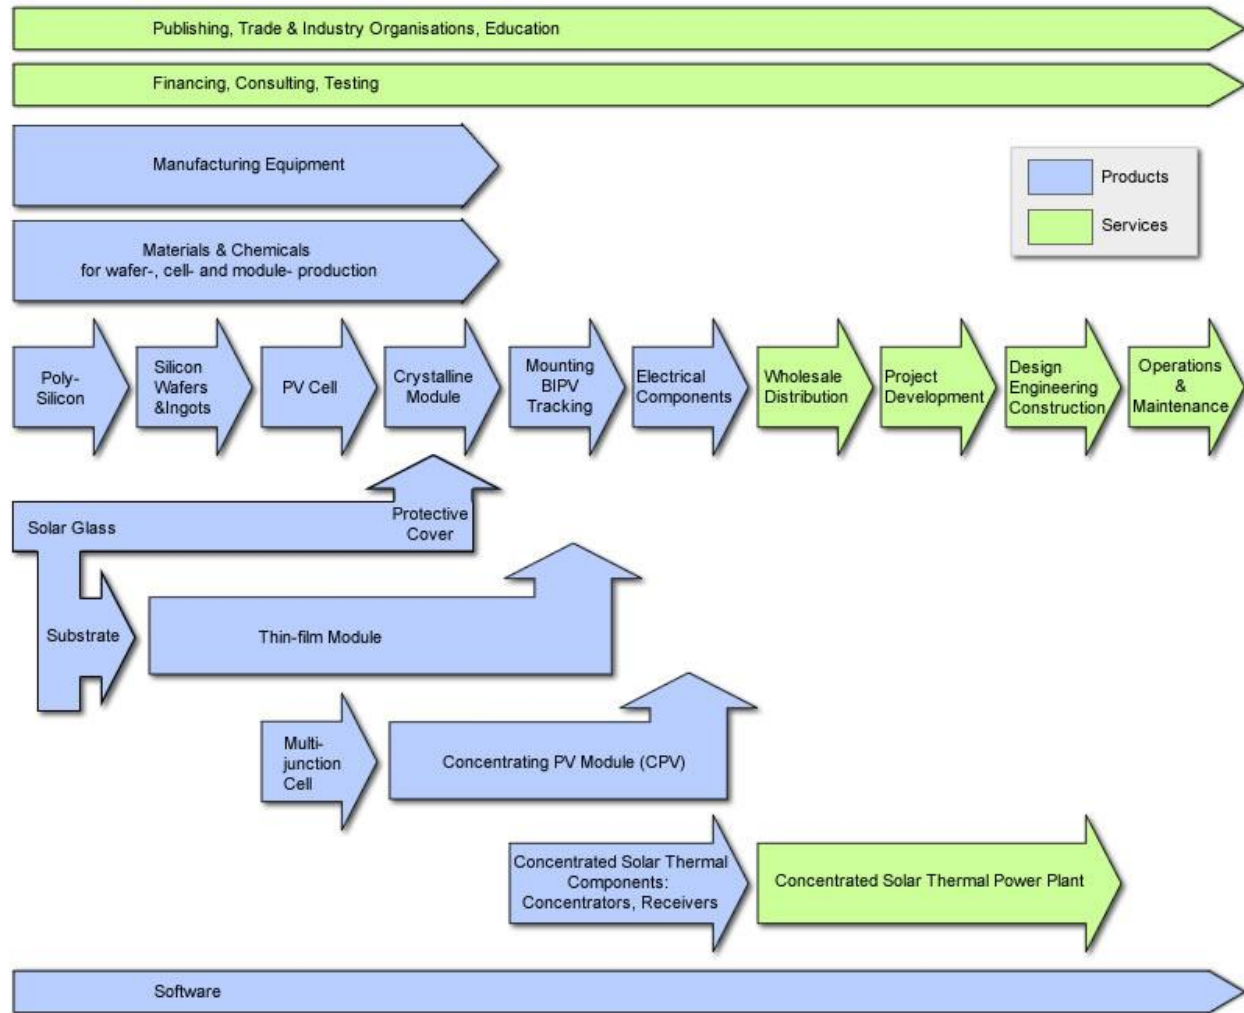 Publishing, Trade & Industry Organisations, Education
Financing, Consulting, Testing
Manufacturing Equipment
Products
Services
Materials & Chemicals
for wafer-, cell- and module- production
Poly-
Silicon
Silicon
Wafers
&Ingots
PV Cell
Crystalline
Module
Mounting
BIPV
Tracking
Electrical
Components
Wholesale
Distribution
Project
Development
Design
Engineering
Construction
Operations
&
Maintenance
Solar Glass
Protective
Cover
Substrate
Thin-film Module
Multi-
junction
Cell
Concentrating PV Module (CPV)
Concentrated Solar Thermal
Components:
Concentrators, Receivers
Concentrated Solar Thermal Power Plant
Software